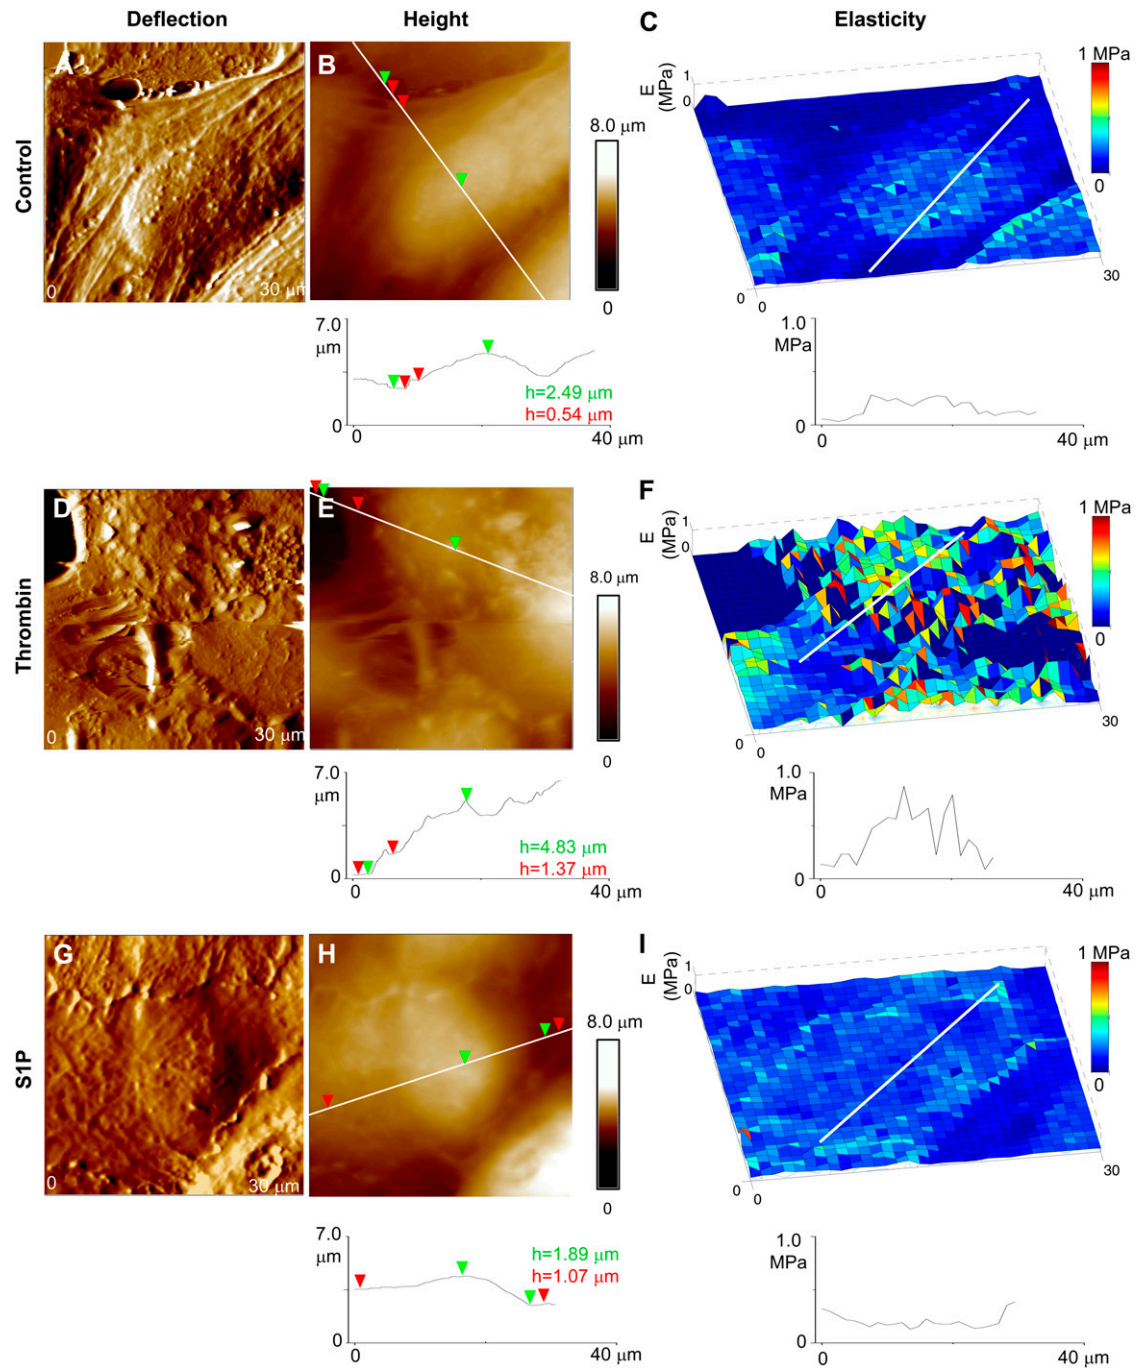 Deflection Height Elasticity
Control
A
0 30 μm
B
8.0 μm
0
C
E (MPa)
1
0
1 MPa
0
0 0
30
7.0
μm
0
h=2.49 μm
h=0.54 μm
0 40 μm
1.0
MPa
0
0 40 μm
Thrombin
D
0 30 μm
E
8.0 μm
0
F
E (MPa)
1
0
1 MPa
0
0 0
30
7.0
μm
0
h=4.83 μm
h=1.37 μm
0 40 μm
1.0
MPa
0
0 40 μm
S1P
G
0 30 μm
H
8.0 μm
0
I
E (MPa)
1
0
1 MPa
0
0 0
30
7.0
μm
0
h=1.89 μm
h=1.07 μm
0 40 μm
1.0
MPa
0
0 40 μm